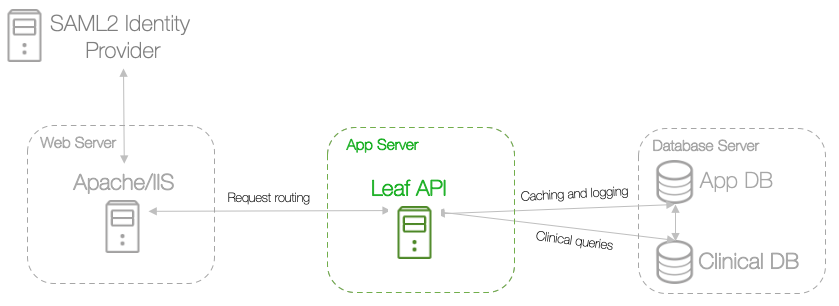 SAML2 Identity
Provider
Web Server
Apache/IIS
Request routing
App Server
Leaf API
Caching and logging
Clinical queries
Database Server
App DB
Clinical DB